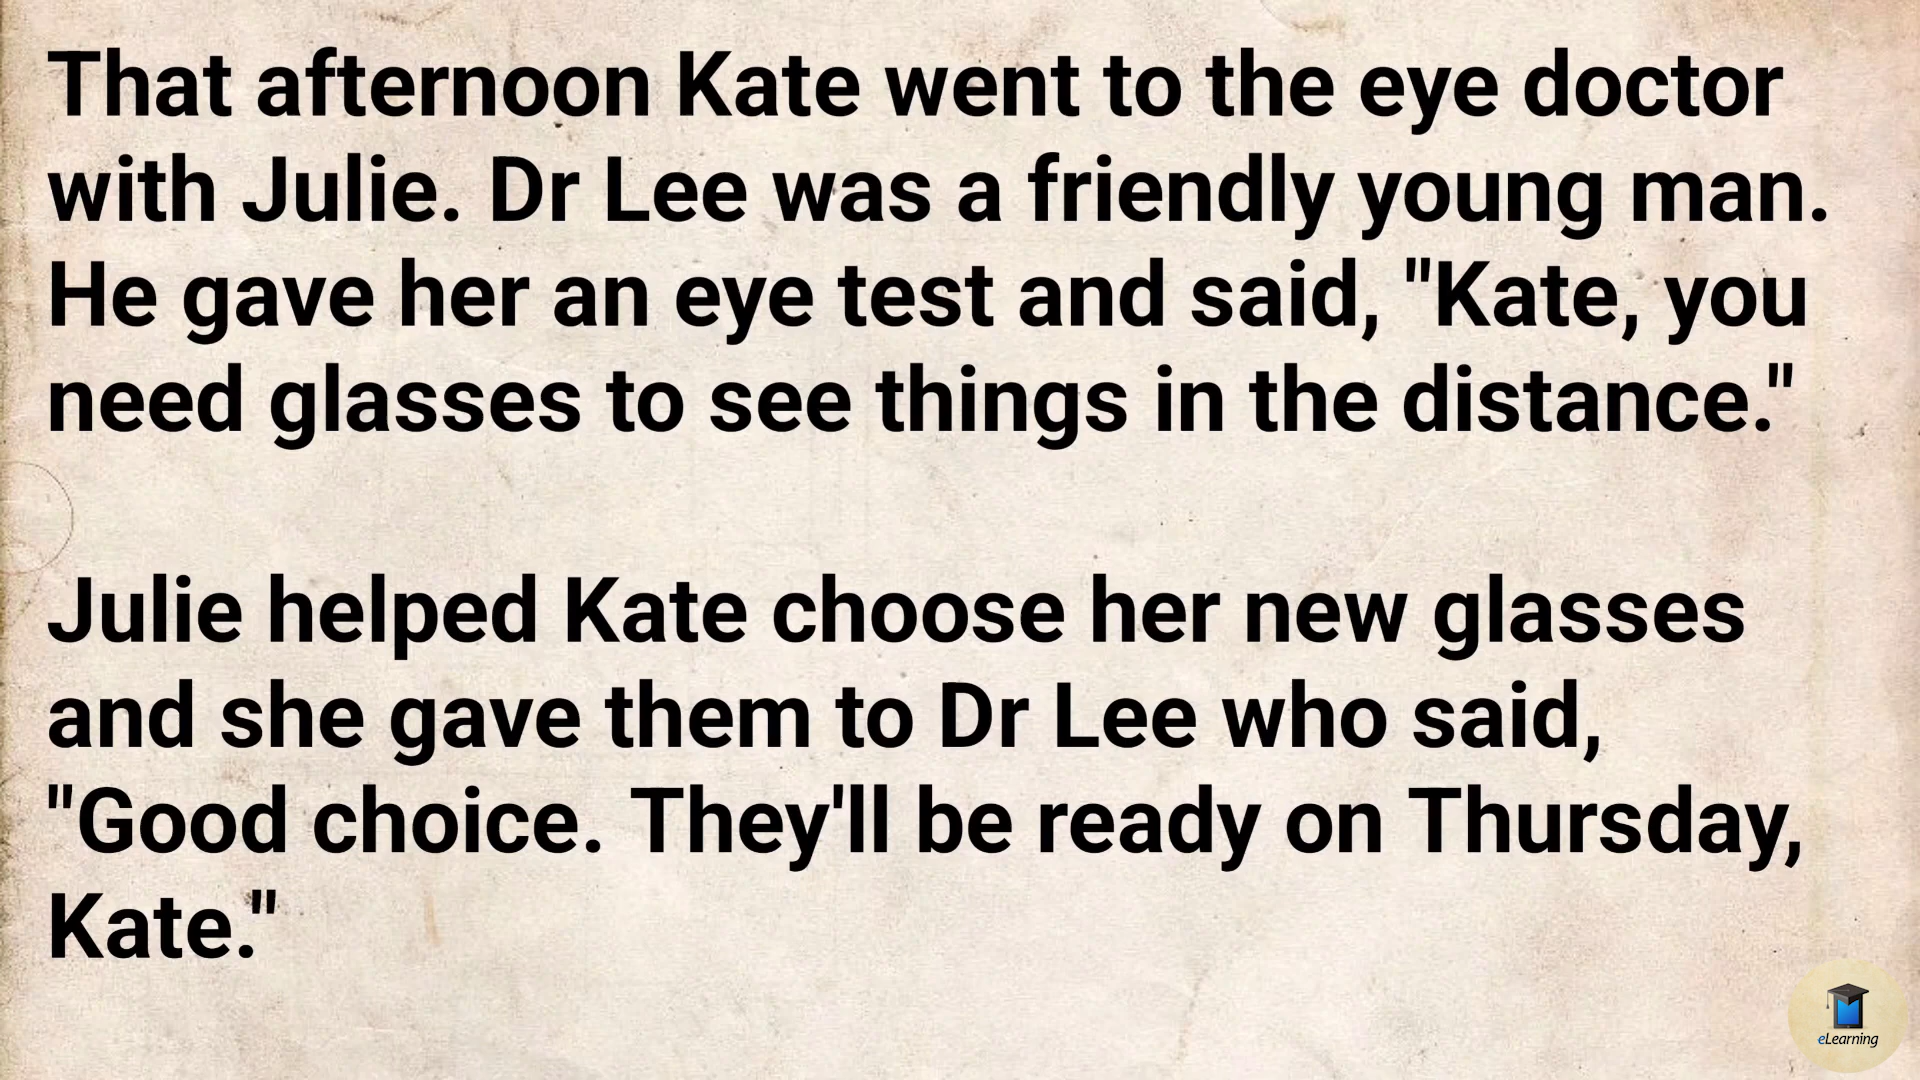 That afternoon Kate went to the eye doctor
with Julie. Dr Lee was a friendly young man.
He gave her an eye test and said, "Kate, you
need glasses to see things in the distance."
Julie helped Kate choose her new glasses
and she gave them to Dr Lee who said,
"Good choice. They'll be ready on Thursday,
Kate."
eLearning